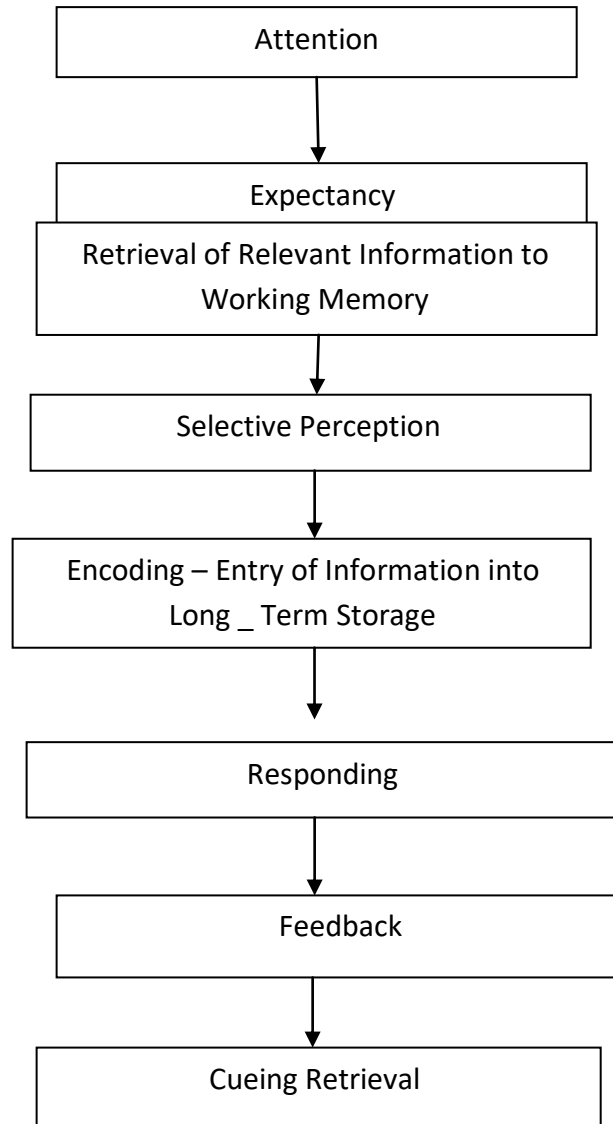 Attention
Expectancy
Retrieval of Relevant Information to
Working Memory
Selective Perception
Encoding – Entry of Information into
Long _ Term Storage
Responding
Feedback
Cueing Retrieval